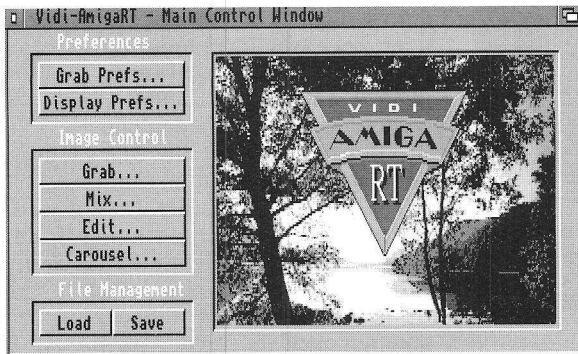 Vidi-AmigaRT - Main Control Window
Preferences
Grab Prefs...
Display Prefs...
Image Control
Grab...
Mix...
Edit...
Carousel...
File Management
Load Save
VIDI
AMIGA
RT